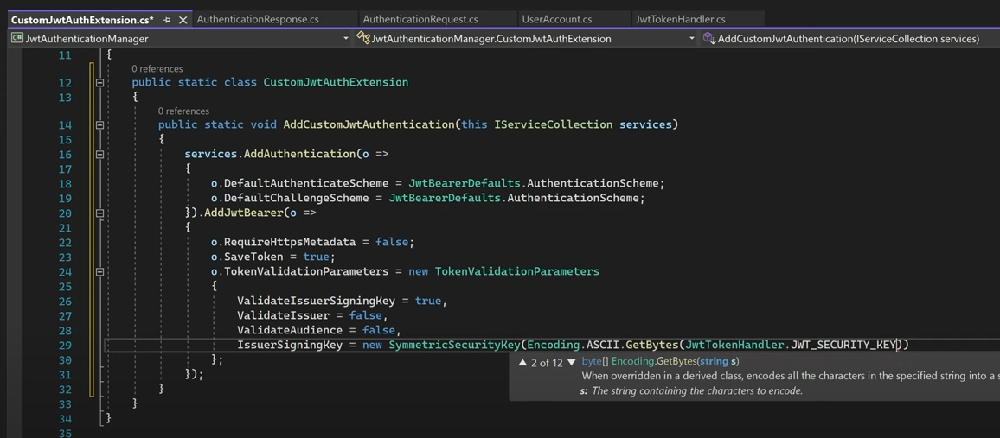 CustomJwtAuthExtension.cs* AuthenticationResponse.cs AuthenticationRequest.cs UserAccount.cs JwtTokenHandler.cs
C# JwtAuthenticationManager JwtAuthenticationManager.CustomJwtAuthExtension AddCustomJwtAuthentication(IServiceCollection services)
11 {
0 references
12 public static class CustomJwtAuthExtension
13 {
0 references
14 public static void AddCustomJwtAuthentication(this IServiceCollection services)
15 {
16 services.AddAuthentication(o =>
17 {
18 o.DefaultAuthenticateScheme = JwtBearerDefaults.AuthenticationScheme;
19 o.DefaultChallengeScheme = JwtBearerDefaults.AuthenticationScheme;
20 }).AddJwtBearer(o =>
21 {
22 o.RequireHttpsMetadata = false;
23 o.SaveToken = true;
24 o.TokenValidationParameters = new TokenValidationParameters
25 {
26 ValidateIssuerSigningKey = true,
27 ValidateIssuer = false,
28 ValidateAudience = false,
29 IssuerSigningKey = new SymmetricSecurityKey(Encoding.ASCII.GetBytes(JwtTokenHandler.JWT_SECURITY_KEY))
30 };
▲ 2 of 12 ▼ byte[] Encoding.GetBytes(string s)
31 });
When overridden in a derived class, encodes all the characters in the specified string into a s
32 }
s: The string containing the characters to encode.
33 }
34 }
35